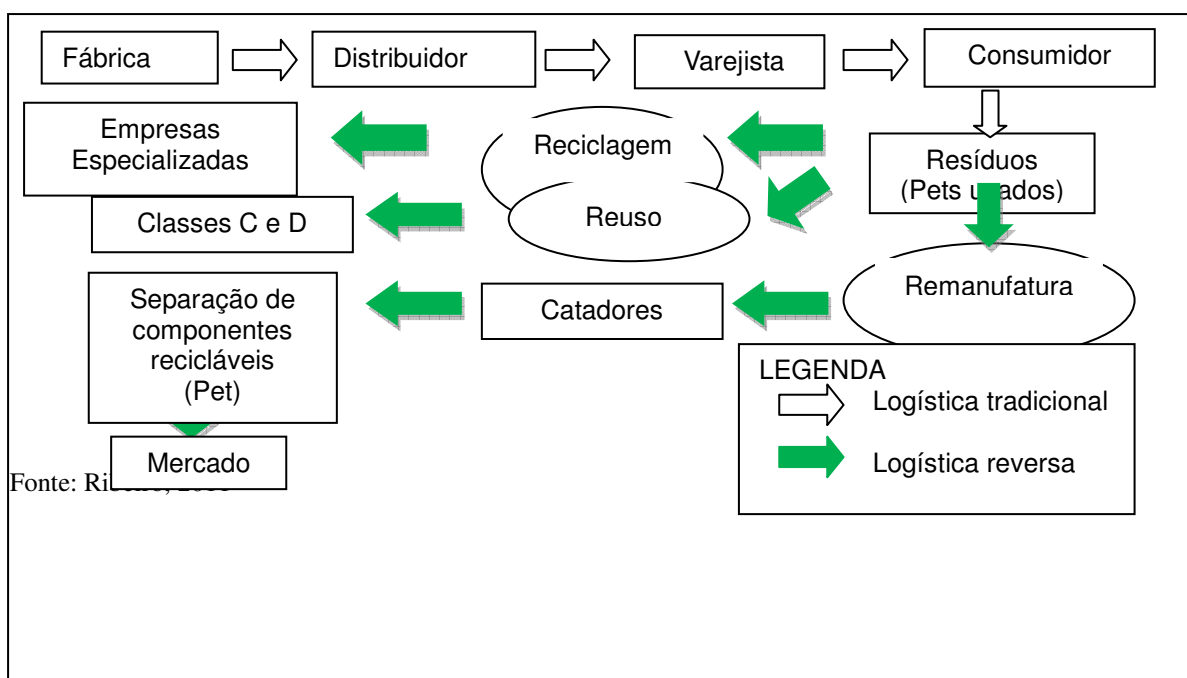 Fábrica
Distribuidor
Varejista
Consumidor
Empresas
Especializadas
Reciclagem
Resíduos
(Pets usados)
Classes C e D
Reuso
Remanufatura
Separação de
componentes
recicláveis
(Pet)
Catadores
LEGENDA
Logística tradicional
Logística reversa
Mercado
Fonte: